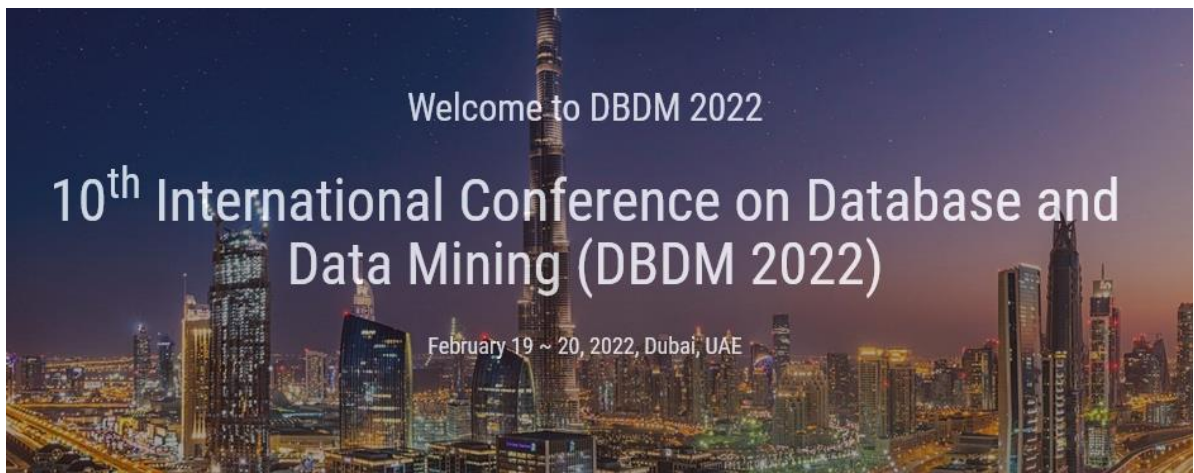 Welcome to DBDM 2022
10th International Conference on Database and
Data Mining (DBDM 2022)
February 19 ~ 20, 2022, Dubai, UAE